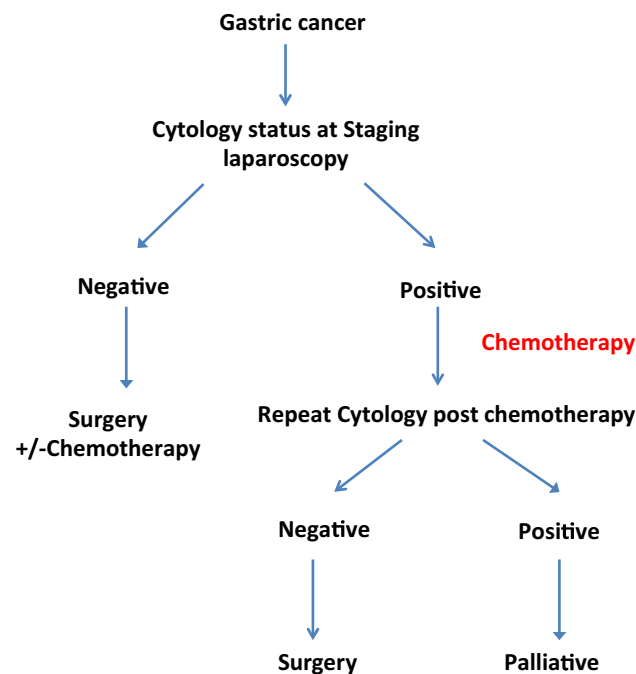 Gastric cancer
Cytology status at Staging
laparoscopy
Negative
Positive
Chemotherapy
Surgery
+/-Chemotherapy
Repeat Cytology post chemotherapy
Negative
Positive
Surgery
Palliative